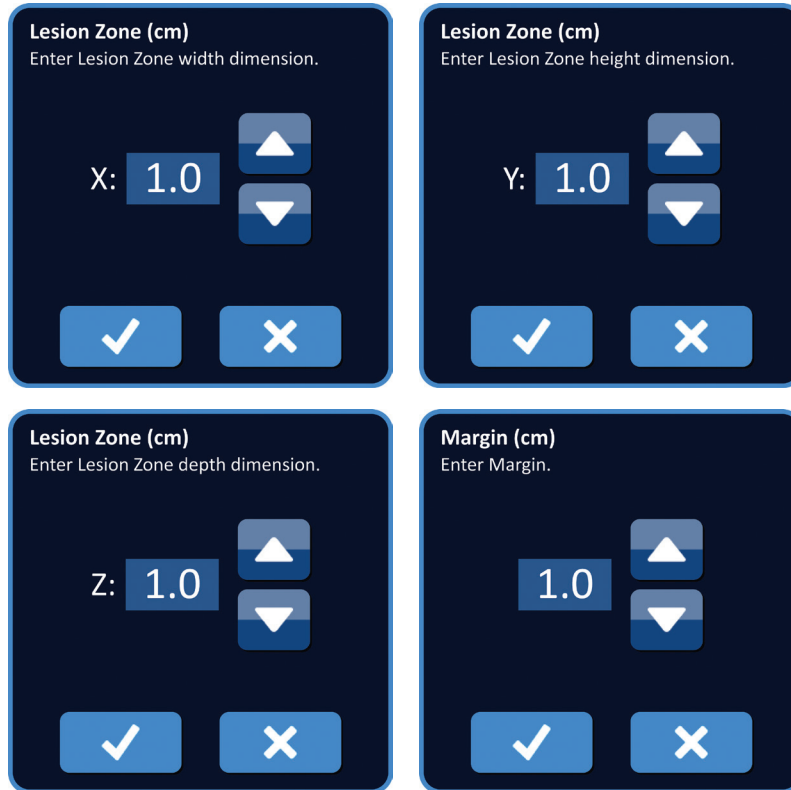 Lesion Zone (cm)
Enter Lesion Zone width dimension.
X: 1.0
Lesion Zone (cm)
Enter Lesion Zone height dimension.
Y: 1.0
Lesion Zone (cm)
Enter Lesion Zone depth dimension.
Z: 1.0
Margin (cm)
Enter Margin.
1.0